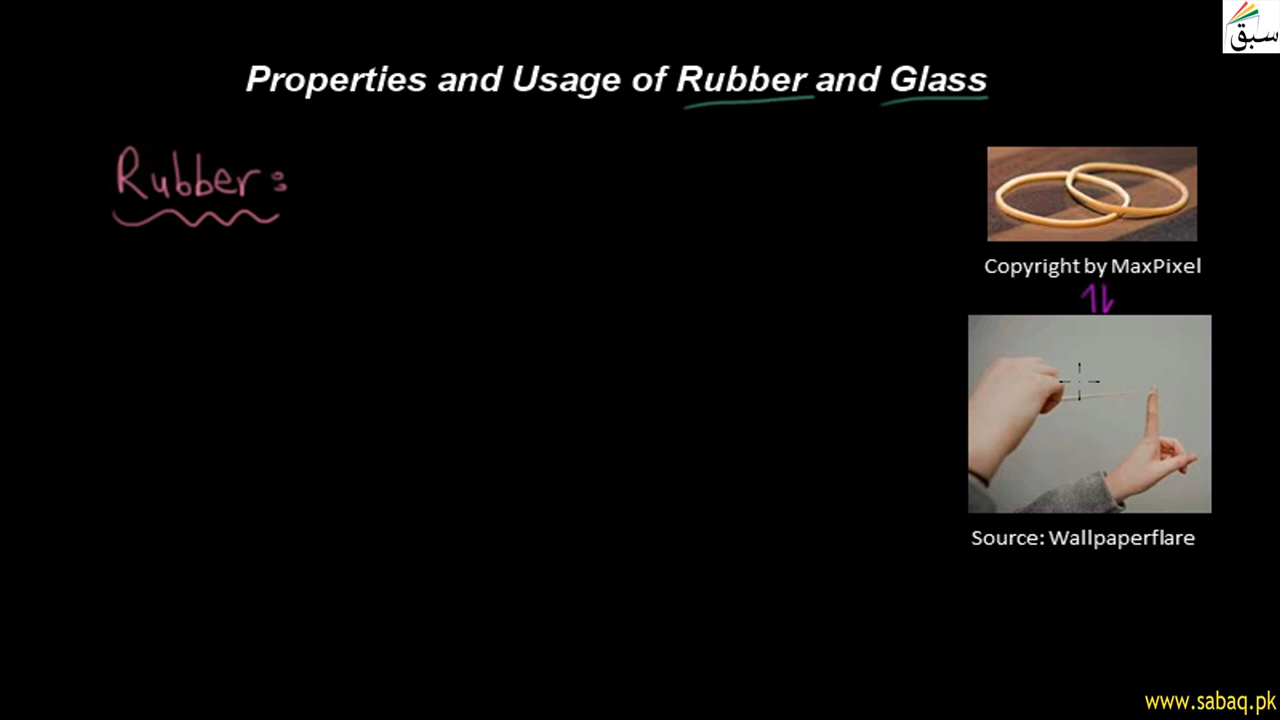 سبق
Properties and Usage of Rubber and Glass
Rubber:
Copyright by MaxPixel
Source: Wallpaperflare
www.sabaq.pk